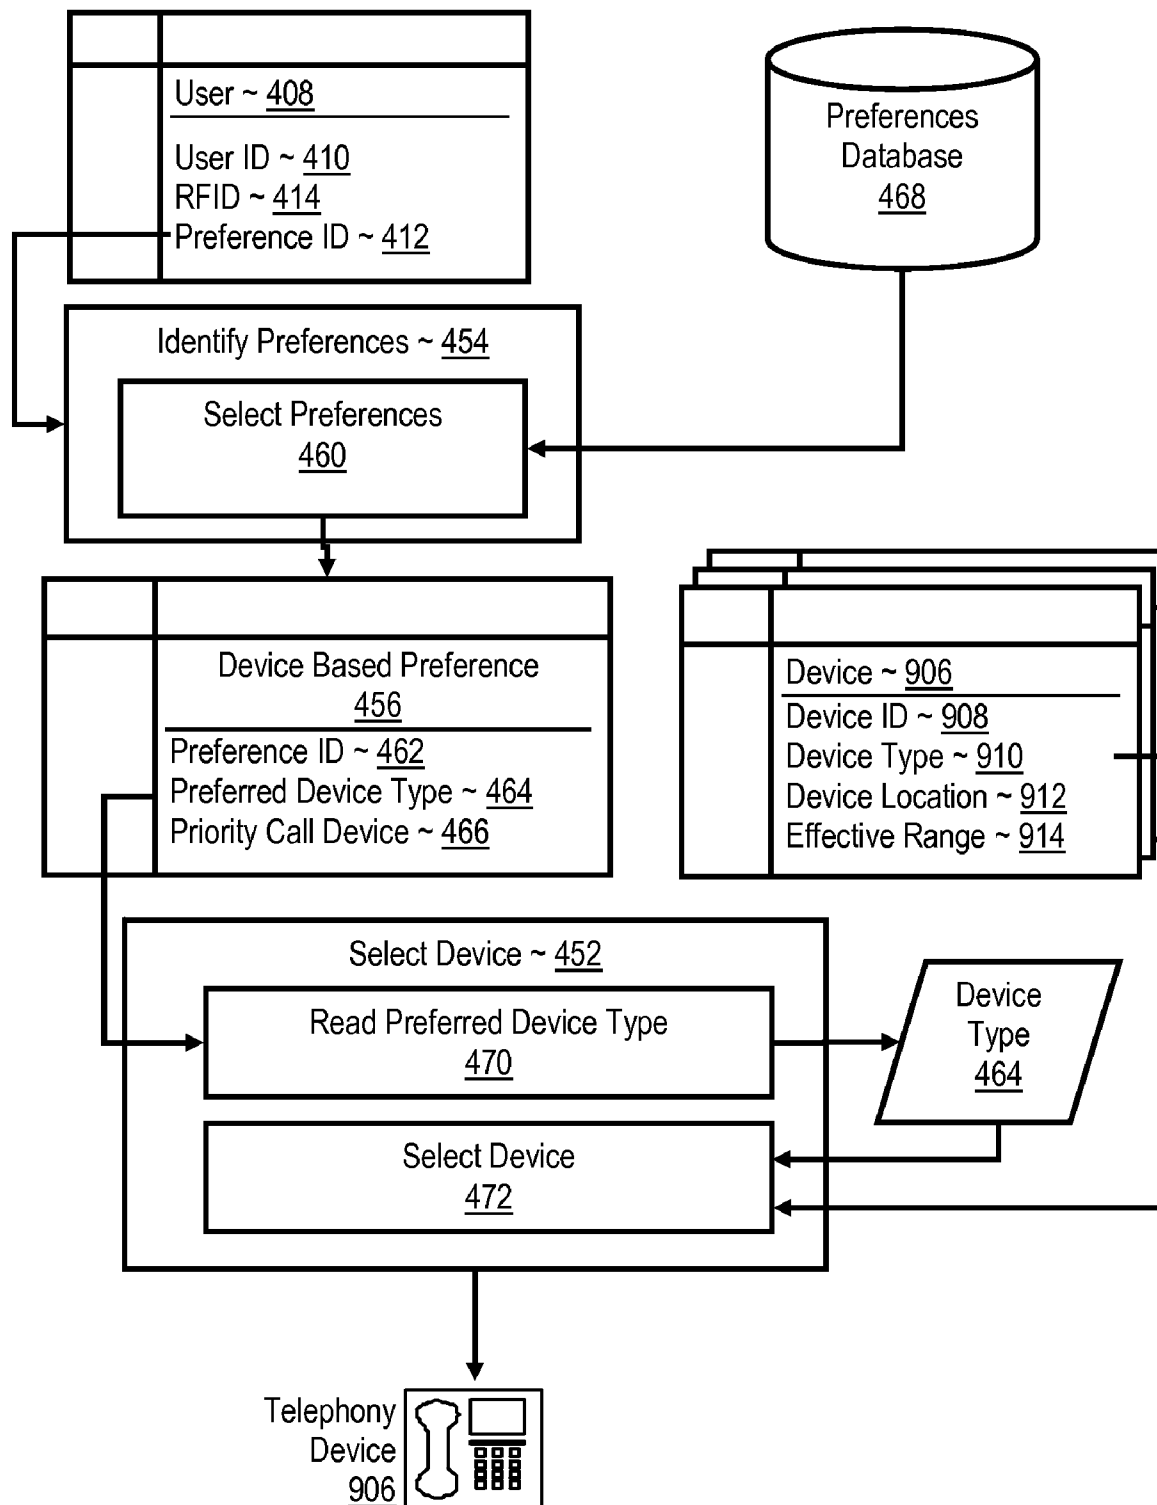 User ~ 408
User ID ~ 410
RFID ~ 414
Preference ID ~ 412
Preferences
Database
468
Identify Preferences ~ 454
Select Preferences
460
Device Based Preference
456
Preference ID ~ 462
Preferred Device Type ~ 464
Priority Call Device ~ 466
Device ~ 906
Device ID ~ 908
Device Type ~ 910
Device Location ~ 912
Effective Range ~ 914
Select Device ~ 452
Read Preferred Device Type
470
Device
Type
464
Select Device
472
Telephony
Device
906